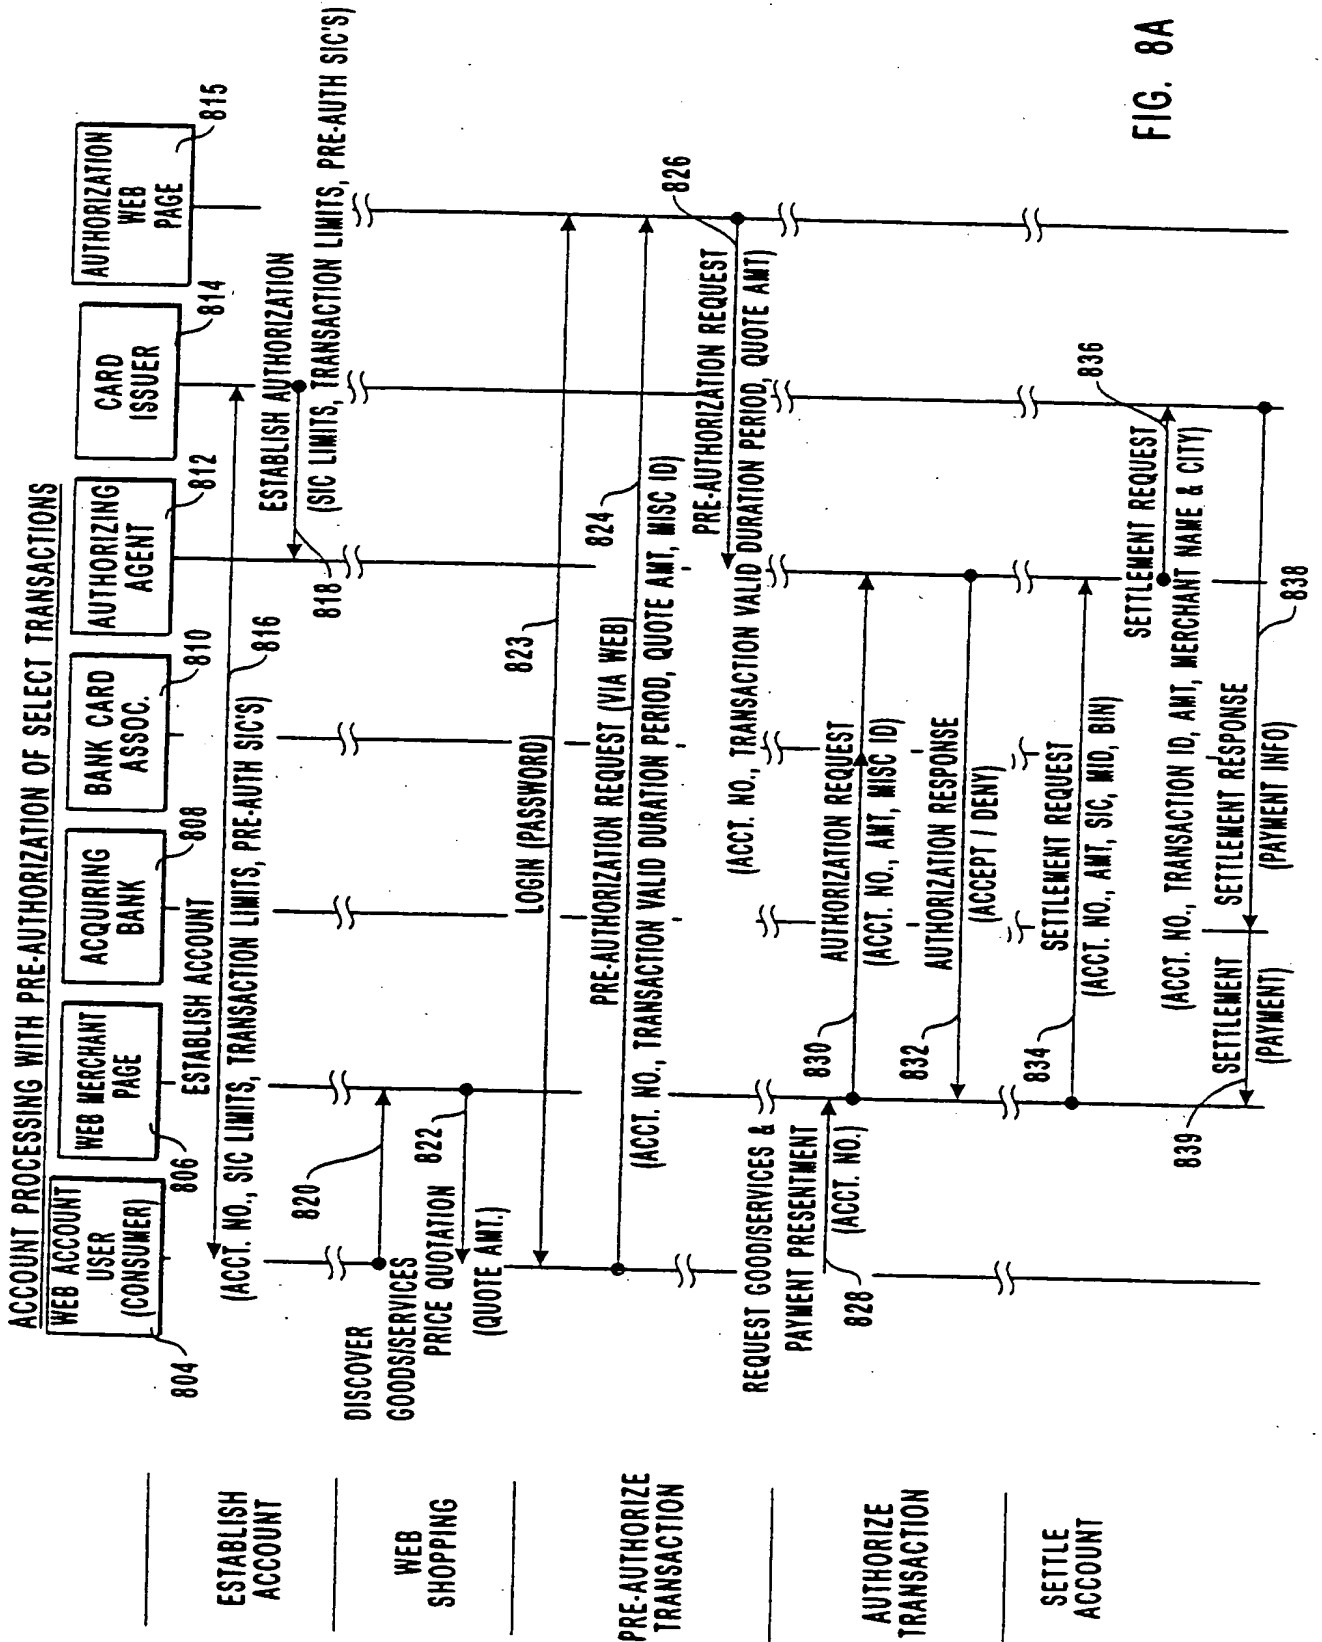 ACCOUNT PROCESSING WITH PRE-AUTHORIZATION OF SELECT TRANSACTIONS
WEB ACCOUNT
USER
(CONSUMER)
804
WEB MERCHANT
PAGE
806
ACQUIRING
BANK
808
BANK CARD
ASSOC.
810
AUTHORIZING
AGENT
812
CARD
ISSUER
814
AUTHORIZATION
WEB
PAGE
815
ESTABLISH
ACCOUNT
ESTABLISH ACCOUNT
816
(ACCT. NO., SIC LIMITS, TRANSACTION LIMITS, PRE-AUTH SIC'S)
ESTABLISH AUTHORIZATION
818
(SIC LIMITS, TRANSACTION LIMITS, PRE-AUTH SIC'S)
WEB
SHOPPING
DISCOVER
GOODS/SERVICES
820
PRICE QUOTATION
822
(QUOTE AMT.)
PRE-AUTHORIZE
TRANSACTION
LOGIN (PASSWORD)
823
PRE-AUTHORIZATION REQUEST (VIA WEB)
824
(ACCT. NO., TRANSACTION VALID DURATION PERIOD, QUOTE AMT, MISC ID)
PRE-AUTHORIZATION REQUEST
826
(ACCT. NO., TRANSACTION VALID DURATION PERIOD, QUOTE AMT)
AUTHORIZE
TRANSACTION
REQUEST GOOD/SERVICES &
PAYMENT PRESENTMENT
828
(ACCT. NO.)
830
AUTHORIZATION REQUEST
(ACCT. NO., AMT, MISC ID)
832
AUTHORIZATION RESPONSE
(ACCEPT / DENY)
SETTLE
ACCOUNT
834
SETTLEMENT REQUEST
(ACCT. NO., AMT, SIC, MID, BIN)
SETTLEMENT REQUEST
836
(ACCT. NO., TRANSACTION ID, AMT, MERCHANT NAME & CITY)
SETTLEMENT RESPONSE
(PAYMENT INFO)
838
839
SETTLEMENT
(PAYMENT)
FIG. 8A